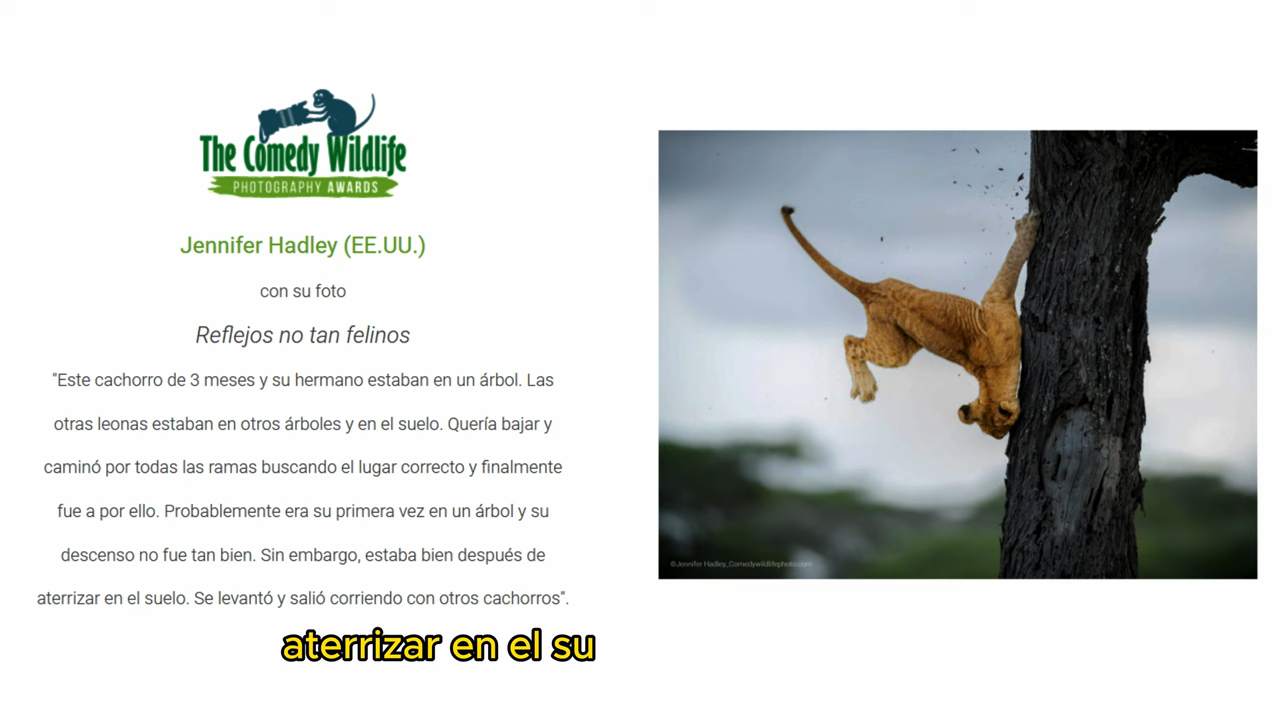 The Comedy Wildlife
PHOTOGRAPHY AWARDS
Jennifer Hadley (EE.UU.)
con su foto
Reflejos no tan felinos
"Este cachorro de 3 meses y su hermano estaban en un árbol. Las
otras leonas estaban en otros árboles y en el suelo. Quería bajar y
caminó por todas las ramas buscando el lugar correcto y finalmente
fue a por ello. Probablemente era su primera vez en un árbol y su
descenso no fue tan bien. Sin embargo, estaba bien después de
aterrizar en el suelo. Se levantó y salió corriendo con otros cachorros".
aterrizar en el su
©Jennifer Hadley_Comedywildlifephoto.com